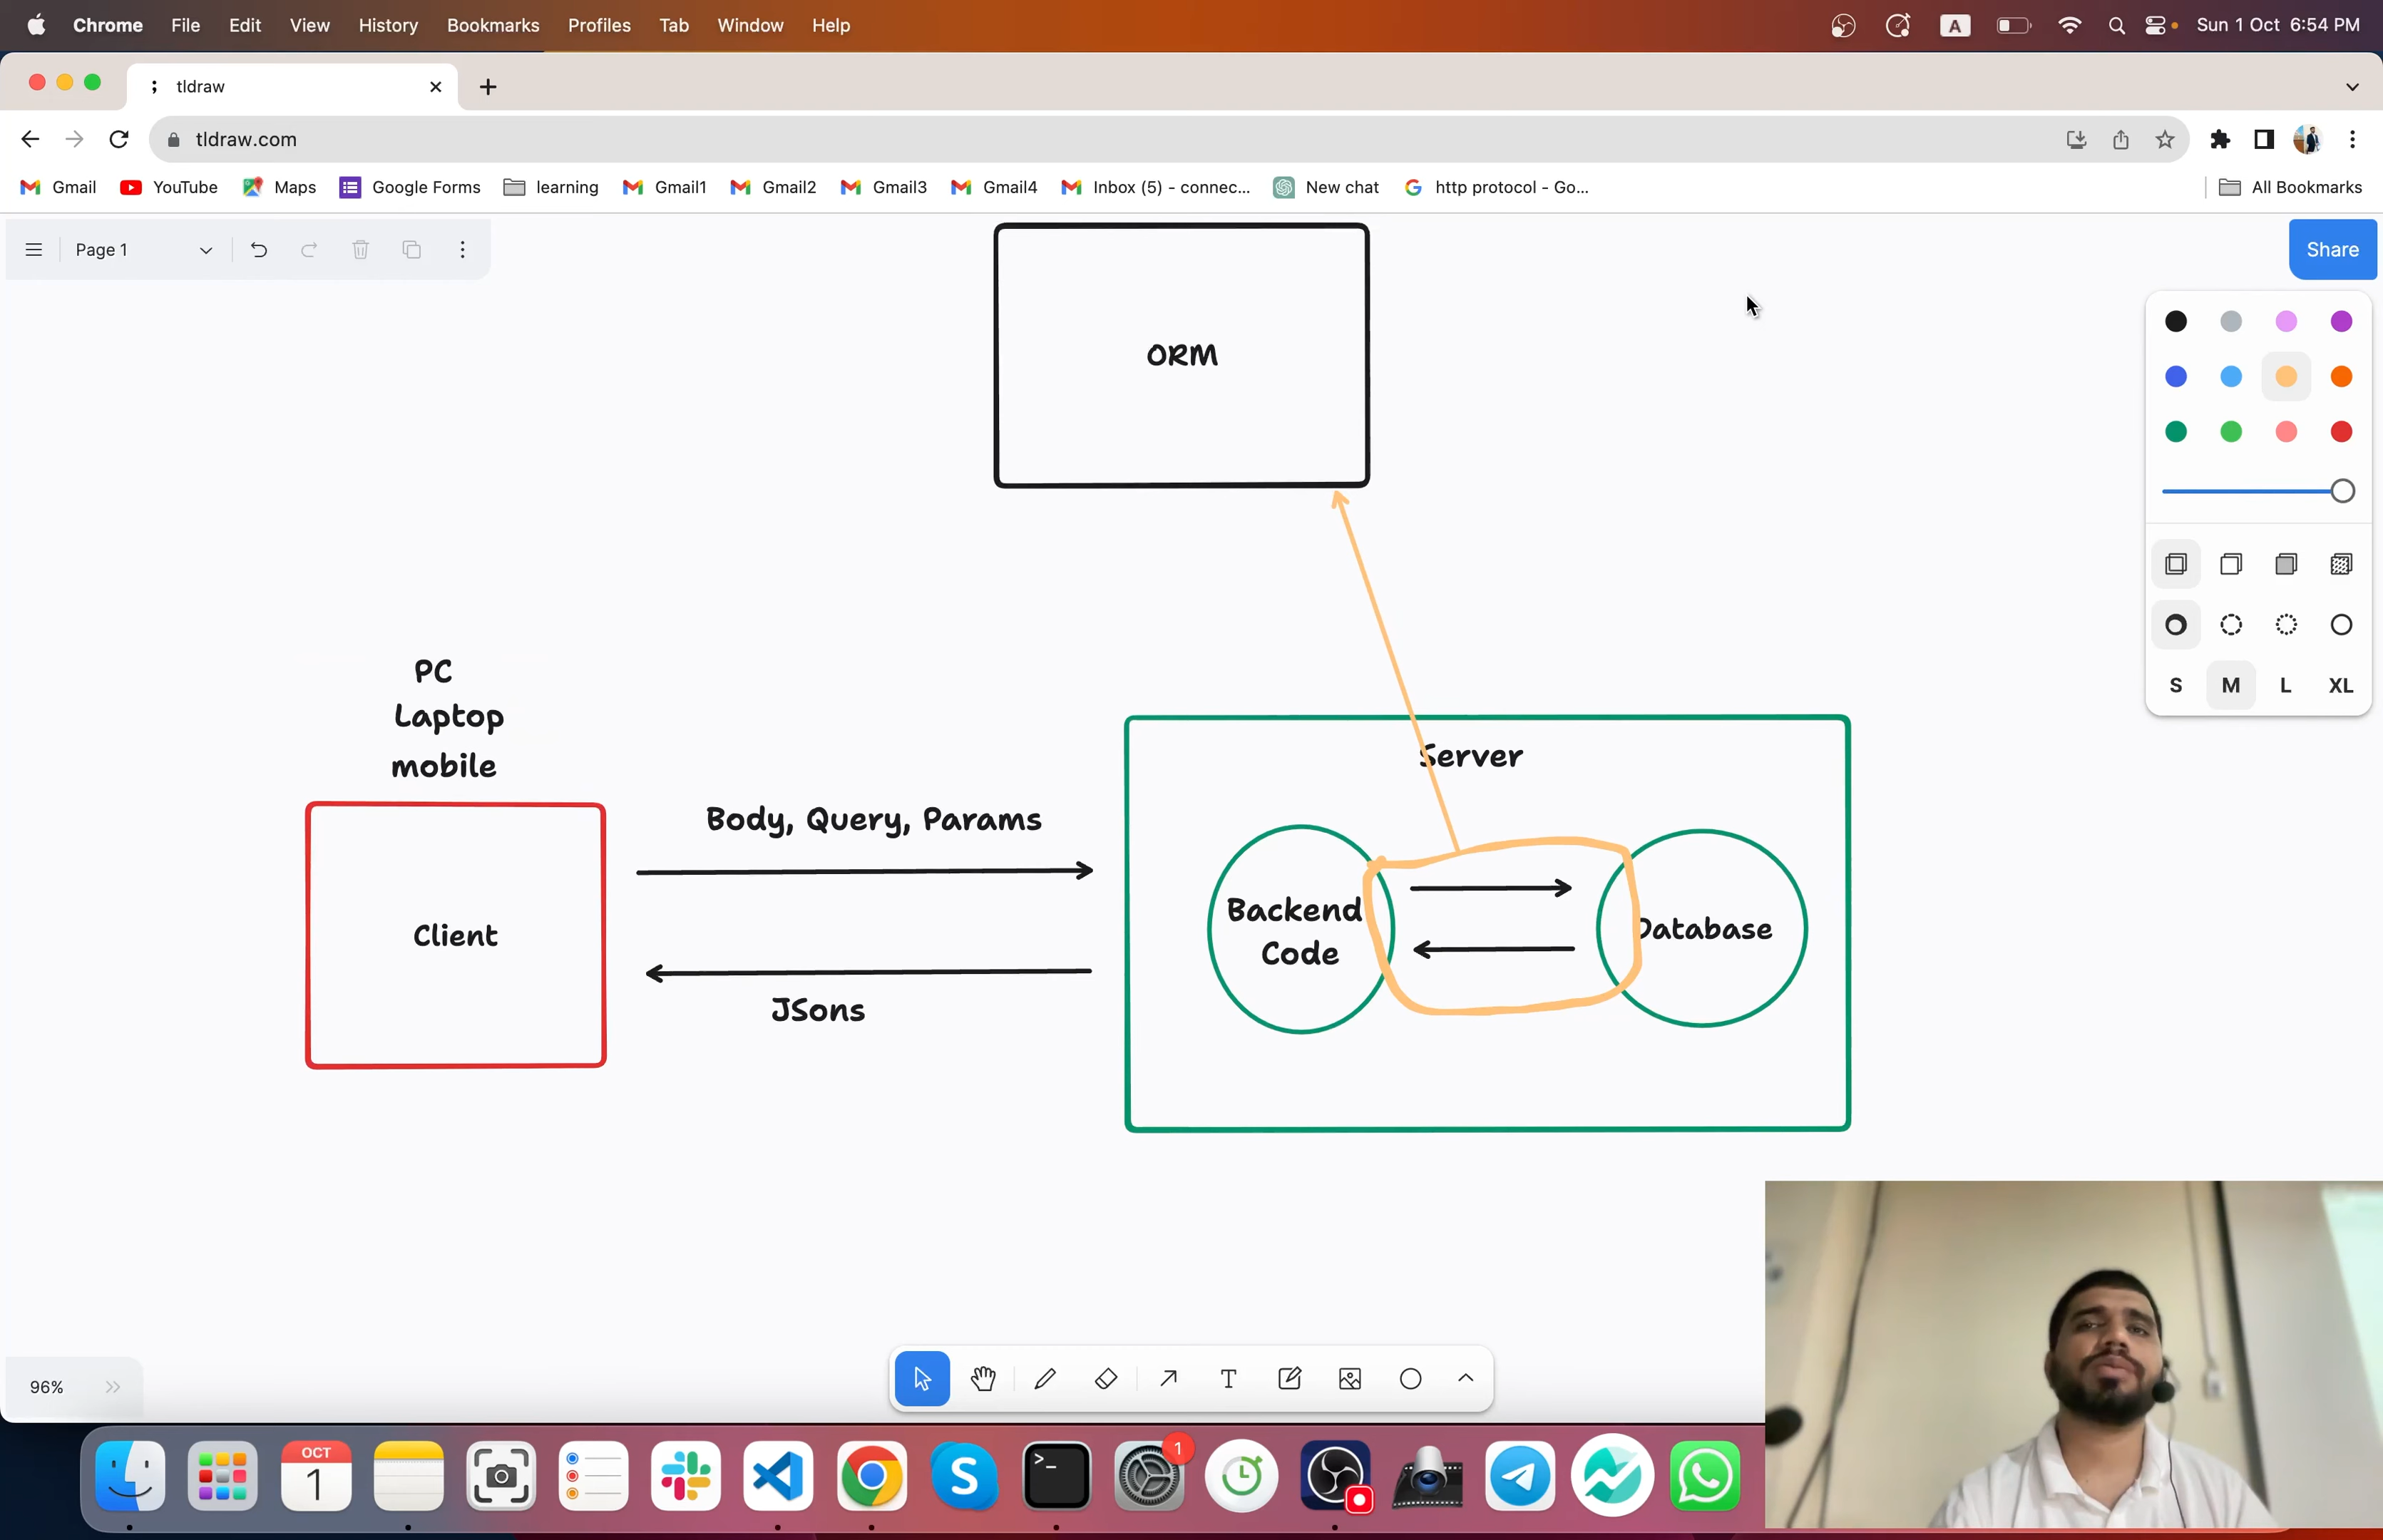 Chrome File Edit View History Bookmarks Profiles Tab Window Help
A
Sun 1 Oct 6:54 PM
tldraw
tldraw.com
Gmail YouTube Maps Google Forms learning Gmail1 Gmail2 Gmail3 Gmail4 Inbox (5) - connec... New chat http protocol - Go... All Bookmarks
Page 1
Share
ORM
S M L XL
PC
Laptop
mobile
Server
Body, Query, Params
Client
Backend
Code
Database
JSons
96%
T
OCT
1
S
>_
1